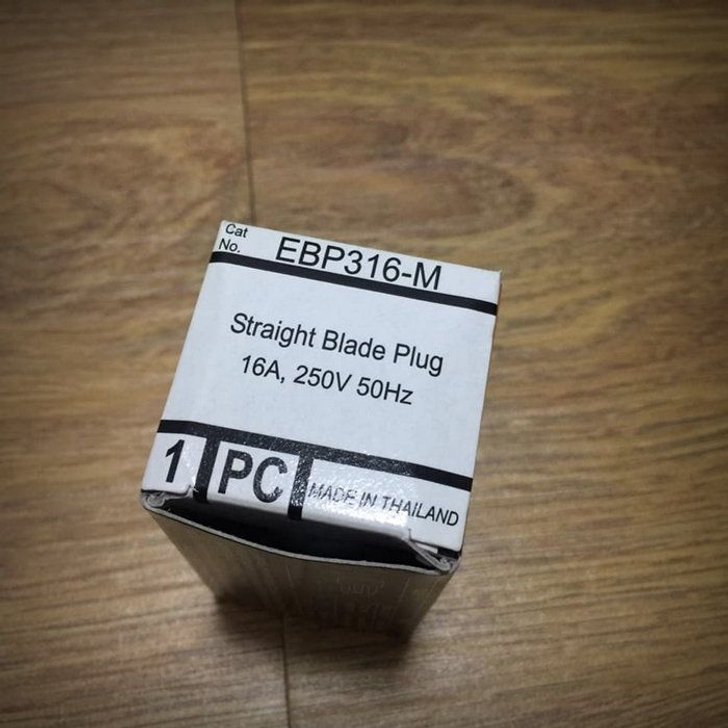 Cat
No. EBP316-M
Straight Blade Plug
16A, 250V 50Hz
1 PC MADE IN THAILAND